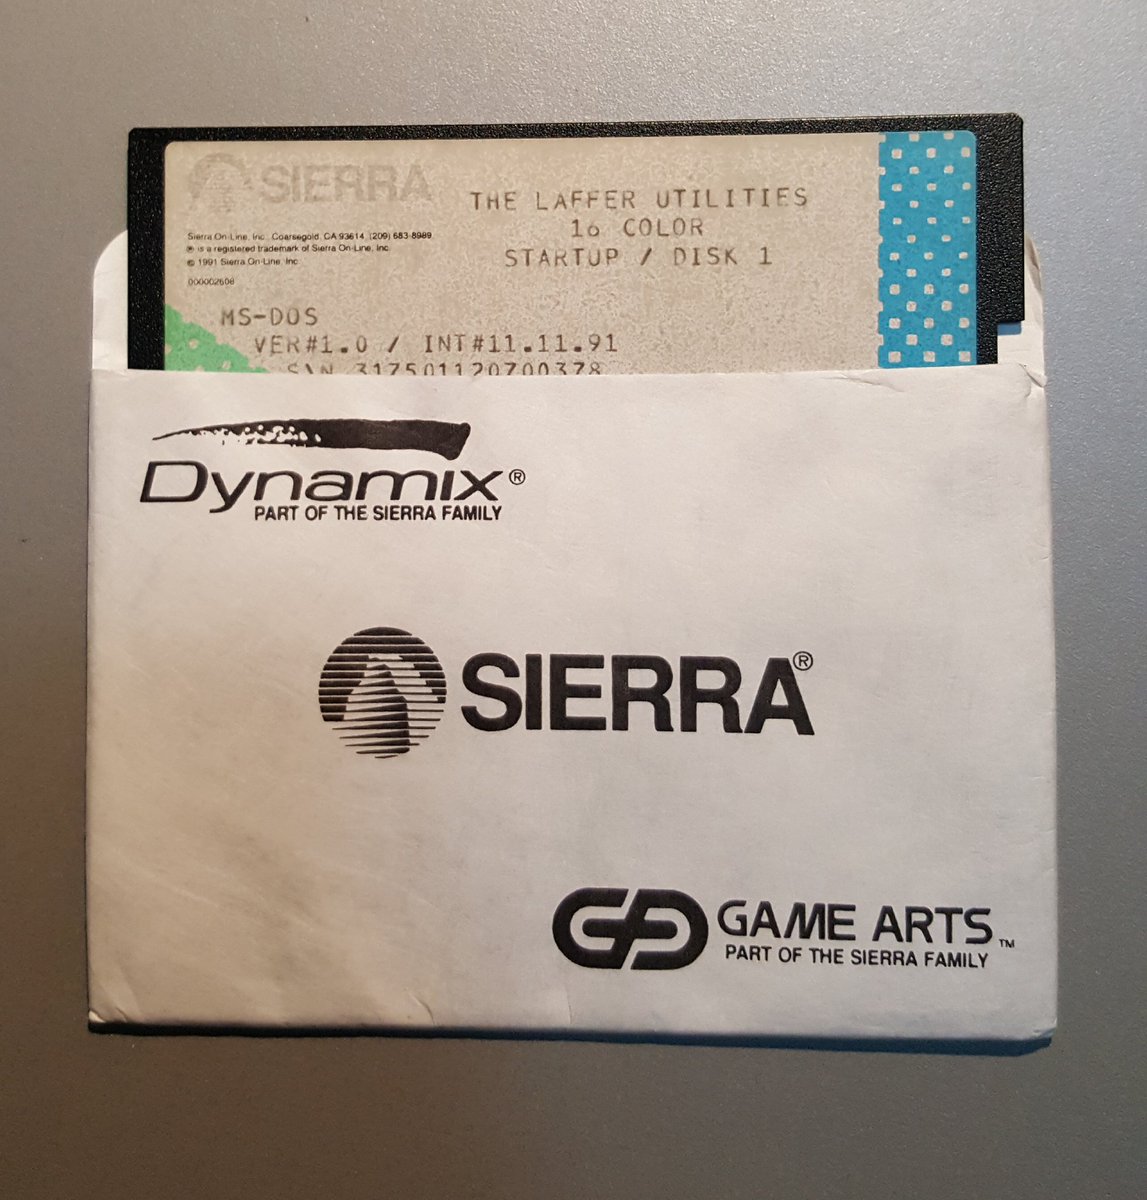 SIERRA
Sierra On-Line, Inc., Coarsegold, CA 93614, (209) 683-8989
® is a registered trademark of Sierra On-Line, Inc.
© 1991 Sierra On-Line, Inc.
000002608
THE LAFFER UTILITIES
16 COLOR
STARTUP / DISK 1
MS-DOS
VER#1.0 / INT#11.11.91
S\N 317501120700378
Dynamix®
PART OF THE SIERRA FAMILY
SIERRA®
GAME ARTS™
PART OF THE SIERRA FAMILY